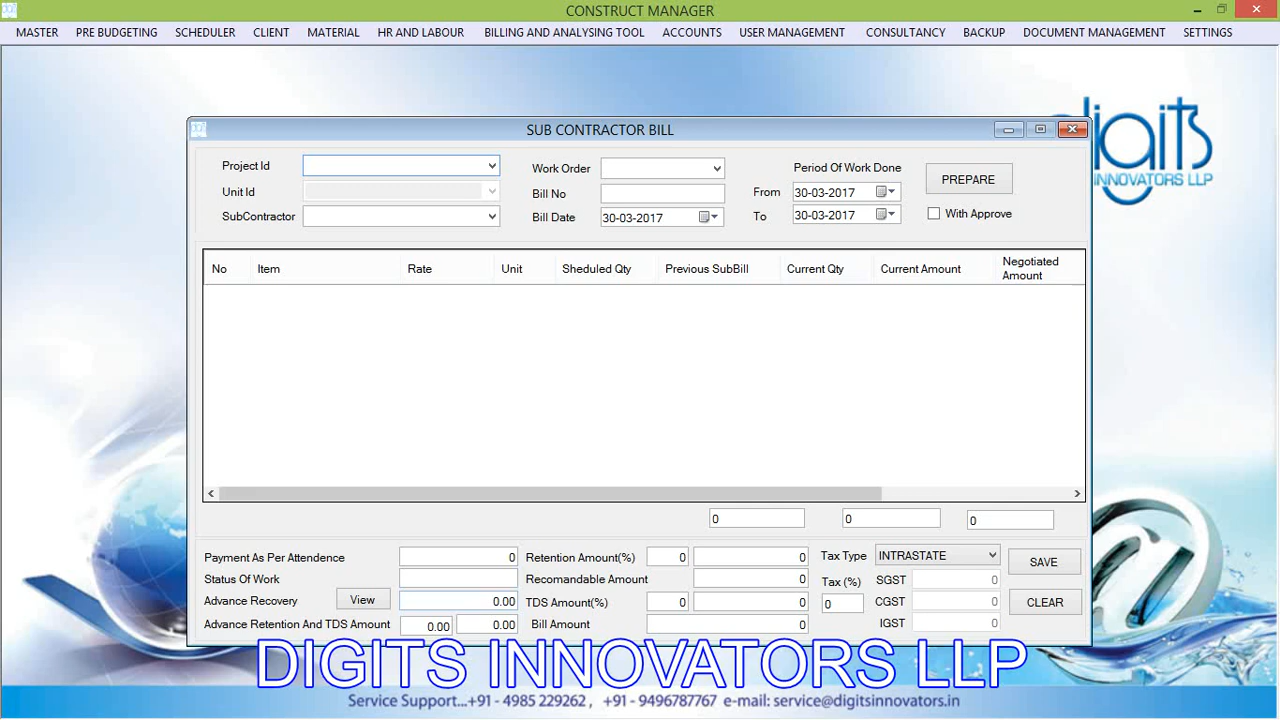 CONSTRUCT MANAGER
MASTER PRE BUDGETING SCHEDULER CLIENT MATERIAL HR AND LABOUR BILLING AND ANALYSING TOOL ACCOUNTS USER MANAGEMENT CONSULTANCY BACKUP DOCUMENT MANAGEMENT SETTINGS
digits
INNOVATORS LLP
SUB CONTRACTOR BILL
Project Id Work Order Period Of Work Done PREPARE
Unit Id Bill No From 30-03-2017
SubContractor Bill Date 30-03-2017 To 30-03-2017 With Approve
No Item Rate Unit Sheduled Qty Previous SubBill Current Qty Current Amount Negotiated Amount
0 0 0
Payment As Per Attendence 0 Retention Amount(%) 0 0 Tax Type INTRASTATE SAVE
Status Of Work Recomandable Amount 0 Tax (%) SGST 0
Advance Recovery View 0.00 TDS Amount(%) 0 0 0 CGST 0 CLEAR
Advance Retention And TDS Amount 0.00 0.00 Bill Amount 0 IGST 0
DIGITS INNOVATORS LLP
Service Support...+91 - 4985 229262 , +91 - 9496787767 e-mail: service@digitsinnovators.in